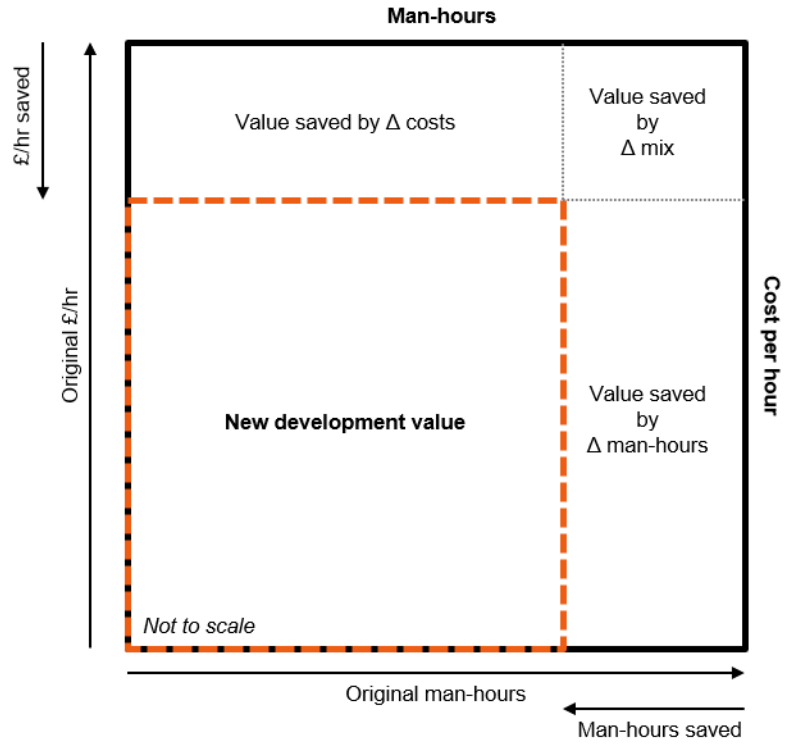 Man-hours
£/hr saved
Original £/hr
Value saved by Δ costs
Value saved
by
Δ mix
Cost per hour
New development value
Value saved
by
Δ man-hours
Not to scale
Original man-hours
Man-hours saved